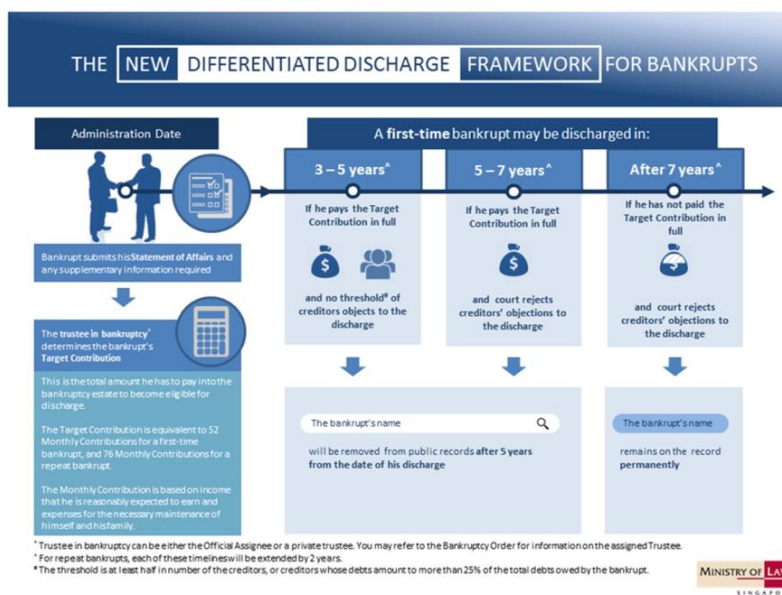 THE NEW DIFFERENTIATED DISCHARGE FRAMEWORK FOR BANKRUPTS
Administration Date
Bankrupt submits his Statement of Affairs and
any supplementary information required
The trustee in bankruptcy*
determines the bankrupt's
Target Contribution
This is the total amount he has to pay into the
bankruptcy estate to become eligible for
discharge.
The Target Contribution is equivalent to 52
Monthly Contributions for a first-time
bankrupt, and 76 Monthly Contributions for a
repeat bankrupt.
The Monthly Contribution is based on income
that he is reasonably expected to earn and
expenses for the necessary maintenance of
himself and his family.
A first-time bankrupt may be discharged in:
3 – 5 years^
If he pays the Target
Contribution in full
$
and no threshold# of
creditors objects to the
discharge
5 – 7 years^
If he pays the Target
Contribution in full
$
and court rejects
creditors' objections to
the discharge
After 7 years^
If he has not paid the
Target Contribution in
full
$
and court rejects
creditors' objections to
the discharge
The bankrupt's name
will be removed from public records after 5 years
from the date of his discharge
The bankrupt's name
remains on the record
permanently
* Trustee in bankruptcy can be either the Official Assignee or a private trustee. You may refer to the Bankruptcy Order for information on the assigned Trustee.
^ For repeat bankrupts, each of these timelines will be extended by 2 years.
# The threshold is at least half in number of the creditors, or creditors whose debts amount to more than 25% of the total debts owed by the bankrupt.
MINISTRY OF LA
SINGAPO